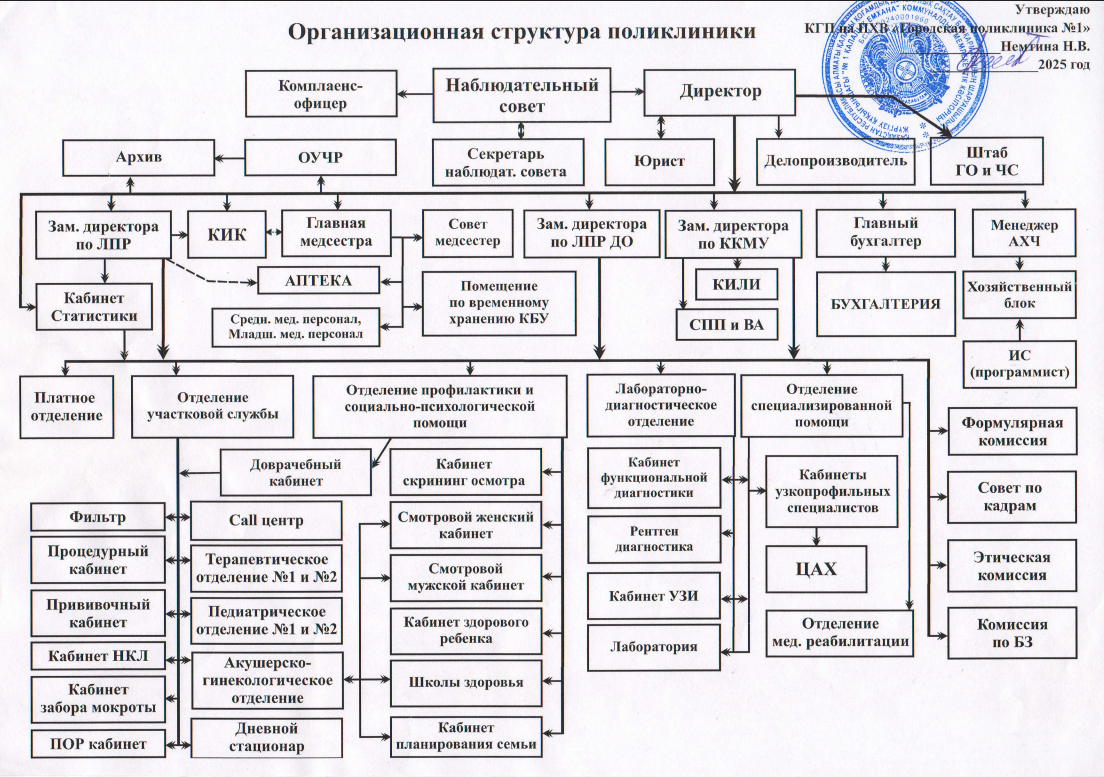 Организационная структура поликлиники
Утверждаю
КГП на ПХВ «Городская поликлиника №1»
Немтина Н.В.
2025 год
Комплаенс-
офицер
Наблюдательный
совет
Директор
Архив
ОУЧР
Секретарь
наблюдат. совета
Юрист
Делопроизводитель
Штаб
ГО и ЧС
Зам. директора
по ЛПР
КИК
Главная
медсестра
Совет
медсестер
Зам. директора
по ЛПР ДО
Зам. директора
по ККМУ
Главный
бухгалтер
Менеджер
АХЧ
АПТЕКА
Кабинет
Статистики
Средн. мед. персонал,
Младш. мед. персонал
Помещение
по временному
хранению КБУ
КИЛИ
СПП и ВА
БУХГАЛТЕРИЯ
Хозяйственный
блок
ИС
(программист)
Платное
отделение
Отделение
участковой службы
Отделение профилактики и
социально-психологической
помощи
Лабораторно-
диагностическое
отделение
Отделение
специализированной
помощи
Формулярная
комиссия
Доврачебный
кабинет
Кабинет
скрининг осмотра
Кабинет
функциональной
диагностики
Кабинеты
узкопрофильных
специалистов
Совет по
кадрам
Фильтр
Call центр
Смотровой женский
кабинет
Рентген
диагностика
Процедурный
кабинет
Терапевтическое
отделение №1 и №2
Смотровой
мужской кабинет
ЦАХ
Этическая
комиссия
Прививочный
кабинет
Педиатрическое
отделение №1 и №2
Кабинет здорового
ребенка
Кабинет УЗИ
Отделение
мед. реабилитации
Комиссия
по БЗ
Кабинет НКЛ
Акушерско-
гинекологическое
отделение
Школы здоровья
Лаборатория
Кабинет
забора мокроты
ПОР кабинет
Дневной
стационар
Кабинет
планирования семьи